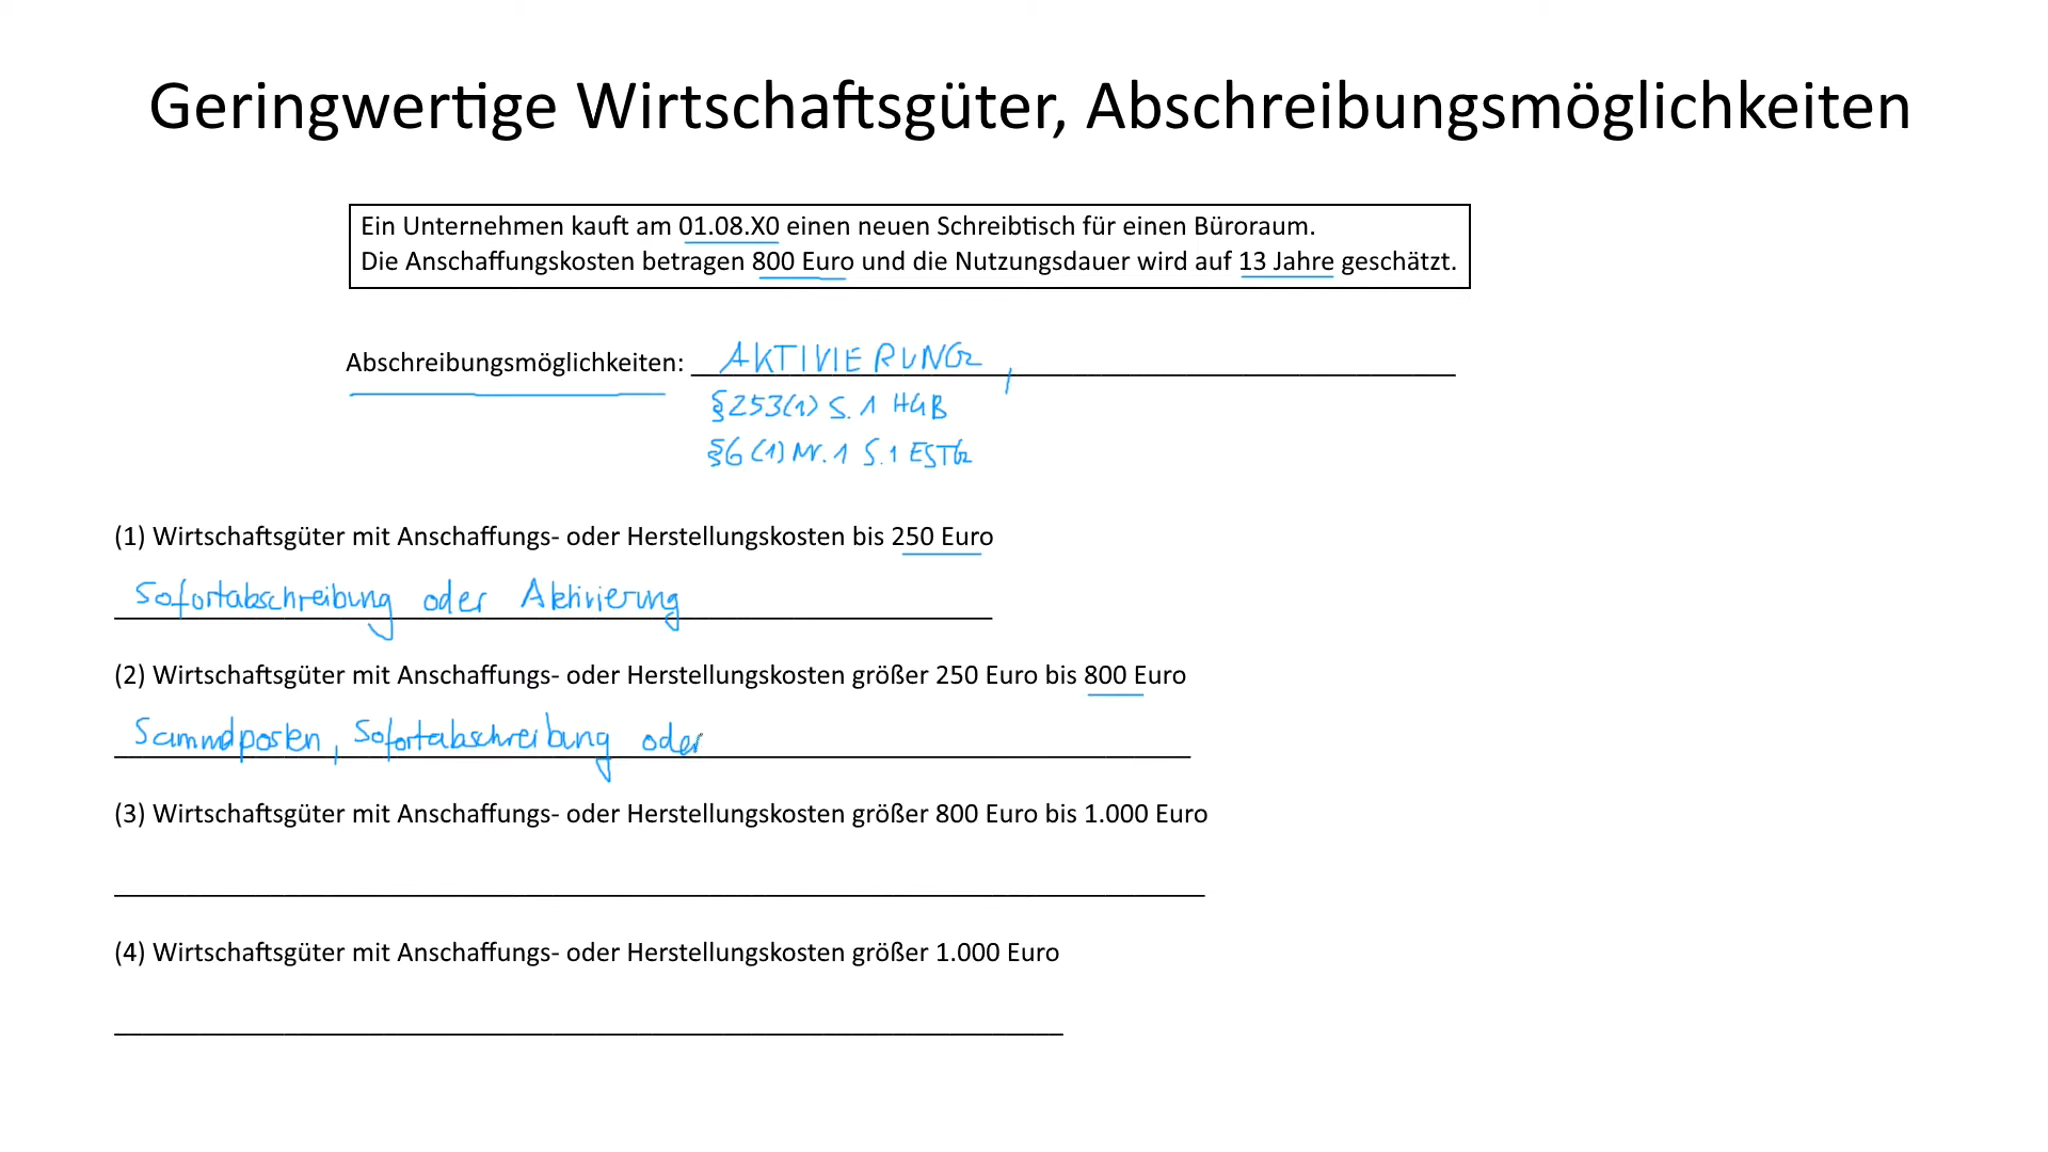 Geringwertige Wirtschaftsgüter, Abschreibungsmöglichkeiten
Ein Unternehmen kauft am 01.08.X0 einen neuen Schreibtisch für einen Büroraum.
Die Anschaffungskosten betragen 800 Euro und die Nutzungsdauer wird auf 13 Jahre geschätzt.
Abschreibungsmöglichkeiten: AKTIVIERUNG,
§253(1) S. 1 HGB
§6 (1) Nr. 1 S. 1 ESTG
(1) Wirtschaftsgüter mit Anschaffungs- oder Herstellungskosten bis 250 Euro
Sofortabschreibung oder Aktivierung
(2) Wirtschaftsgüter mit Anschaffungs- oder Herstellungskosten größer 250 Euro bis 800 Euro
Sammelposten, Sofortabschreibung oder
(3) Wirtschaftsgüter mit Anschaffungs- oder Herstellungskosten größer 800 Euro bis 1.000 Euro
(4) Wirtschaftsgüter mit Anschaffungs- oder Herstellungskosten größer 1.000 Euro